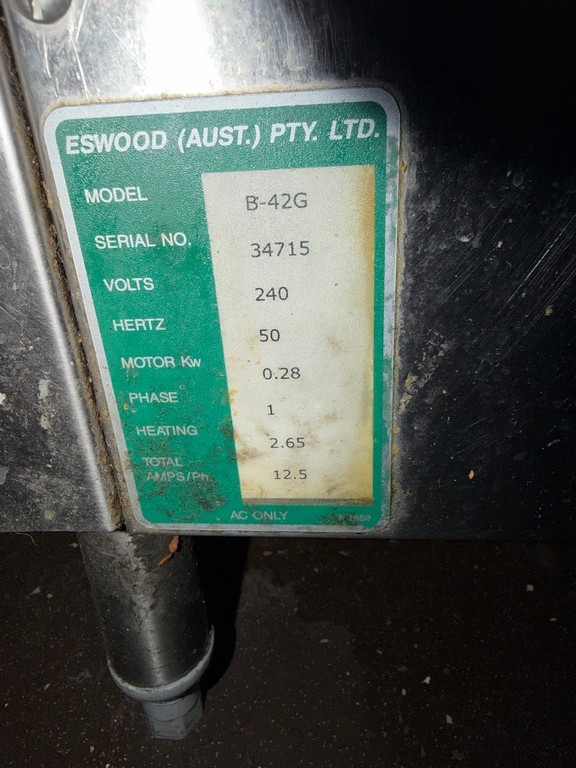 ESWOOD (AUST.) PTY. LTD.
MODEL B-42G
SERIAL NO. 34715
VOLTS 240
HERTZ 50
MOTOR Kw 0.28
PHASE 1
HEATING 2.65
TOTAL
AMPS/Ph 12.5
AC ONLY